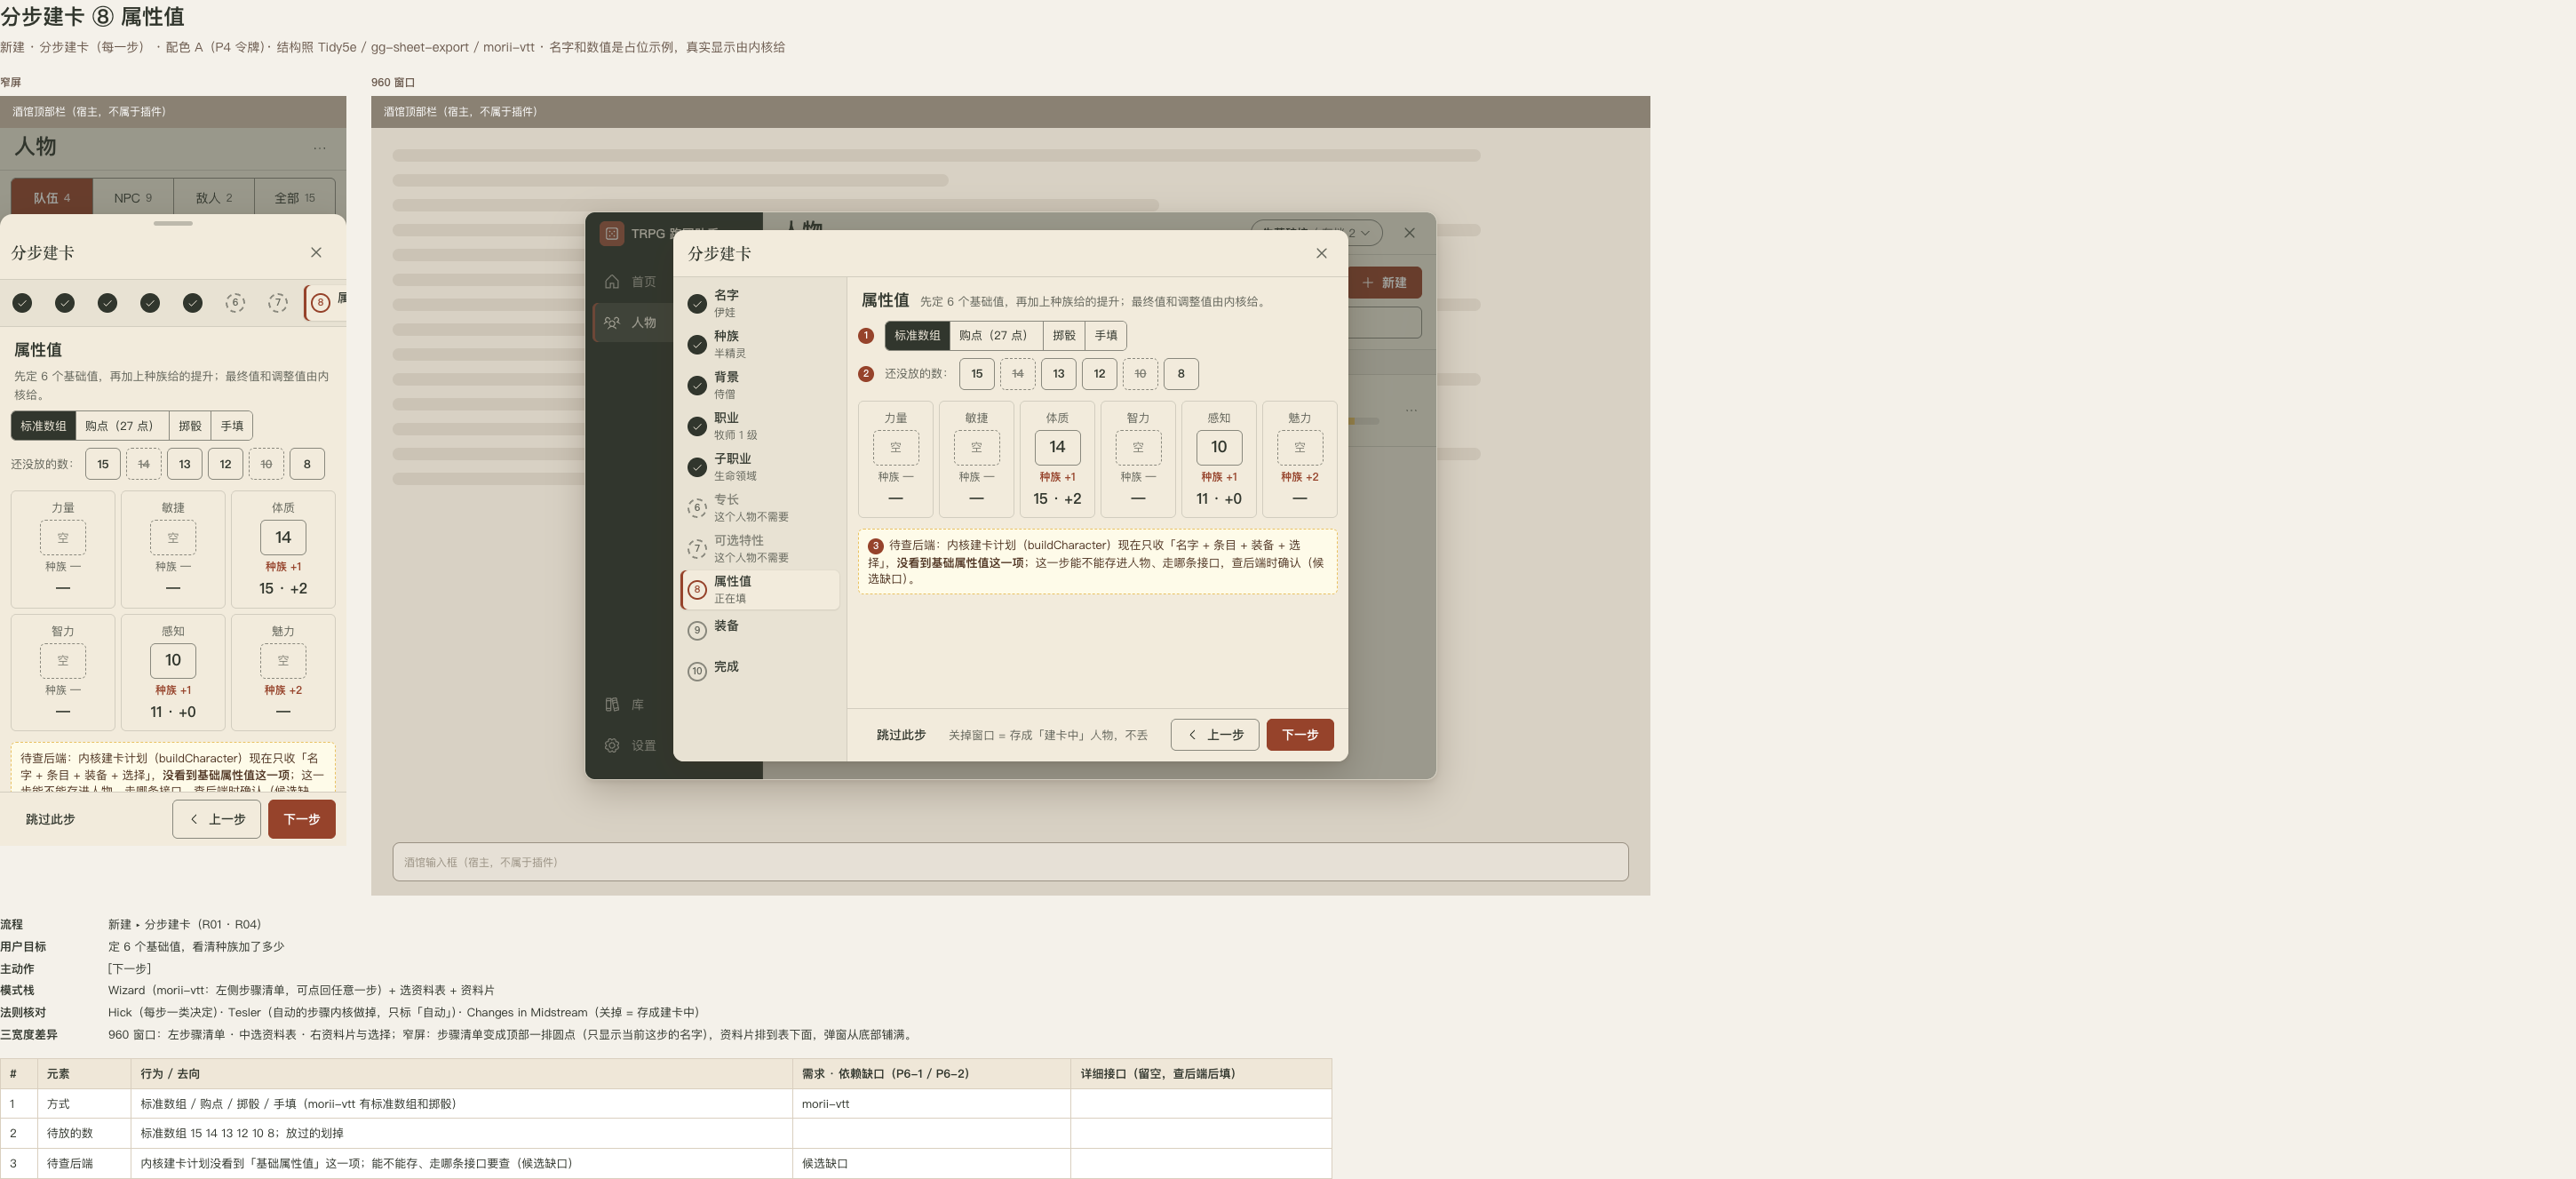 分步建卡 ⑧ 属性值
新建 · 分步建卡（每一步） · 配色 A（P4 令牌）· 结构照 Tidy5e / gg-sheet-export / morii-vtt · 名字和数值是占位示例，真实显示由内核给
窄屏
酒馆顶部栏（宿主，不属于插件）
人物
…
队伍 4
NPC 9
敌人 2
全部 15
分步建卡
6
7
8
属性值
先定 6 个基础值，再加上种族给的提升；最终值和调整值由内
核给。
标准数组
购点（27 点）
掷骰
手填
还没放的数：
15
14
13
12
10
8
力量
空
种族 —
—
敏捷
空
种族 —
—
体质
14
种族 +1
15 · +2
智力
空
种族 —
—
感知
10
种族 +1
11 · +0
魅力
空
种族 +2
—
待查后端：内核建卡计划（buildCharacter）现在只收「名
字 + 条目 + 装备 + 选择」，没看到基础属性值这一项；这一
跳过此步
上一步
下一步
960 窗口
酒馆顶部栏（宿主，不属于插件）
TRPG
首页
人物
库
设置
2
新建
…
分步建卡
名字
伊娃
种族
半精灵
背景
侍僧
职业
牧师 1 级
子职业
生命领域
6
专长
这个人物不需要
7
可选特性
这个人物不需要
8
属性值
正在填
9
装备
10
完成
属性值 先定 6 个基础值，再加上种族给的提升；最终值和调整值由内核给。
1
标准数组
购点（27 点）
掷骰
手填
2
还没放的数：
15
14
13
12
10
8
力量
空
种族 —
—
敏捷
空
种族 —
—
体质
14
种族 +1
15 · +2
智力
空
种族 —
—
感知
10
种族 +1
11 · +0
魅力
空
种族 +2
—
3 待查后端：内核建卡计划（buildCharacter）现在只收「名字 + 条目 + 装备 + 选
择」，没看到基础属性值这一项；这一步能不能存进人物、走哪条接口，查后端时确认（候
选缺口）。
跳过此步
关掉窗口 = 存成「建卡中」人物，不丢
上一步
下一步
酒馆输入框（宿主，不属于插件）
流程 新建 ‣ 分步建卡（R01 · R04）
用户目标 定 6 个基础值，看清种族加了多少
主动作 [下一步]
模式栈 Wizard（morii-vtt：左侧步骤清单，可点回任意一步）+ 选资料表 + 资料片
法则核对 Hick（每步一类决定）· Tesler（自动的步骤内核做掉，只标「自动」）· Changes in Midstream（关掉 = 存成建卡中）
三宽度差异 960 窗口：左步骤清单 · 中选资料表 · 右资料片与选择；窄屏：步骤清单变成顶部一排圆点（只显示当前这步的名字），资料片排到表下面，弹窗从底部铺满。
# 元素 行为 / 去向 需求 · 依赖缺口（P6-1 / P6-2） 详细接口（留空，查后端后填）
1 方式 标准数组 / 购点 / 掷骰 / 手填（morii-vtt 有标准数组和掷骰） morii-vtt
2 待放的数 标准数组 15 14 13 12 10 8；放过的划掉
3 待查后端 内核建卡计划没看到「基础属性值」这一项；能不能存、走哪条接口要查（候选缺口） 候选缺口